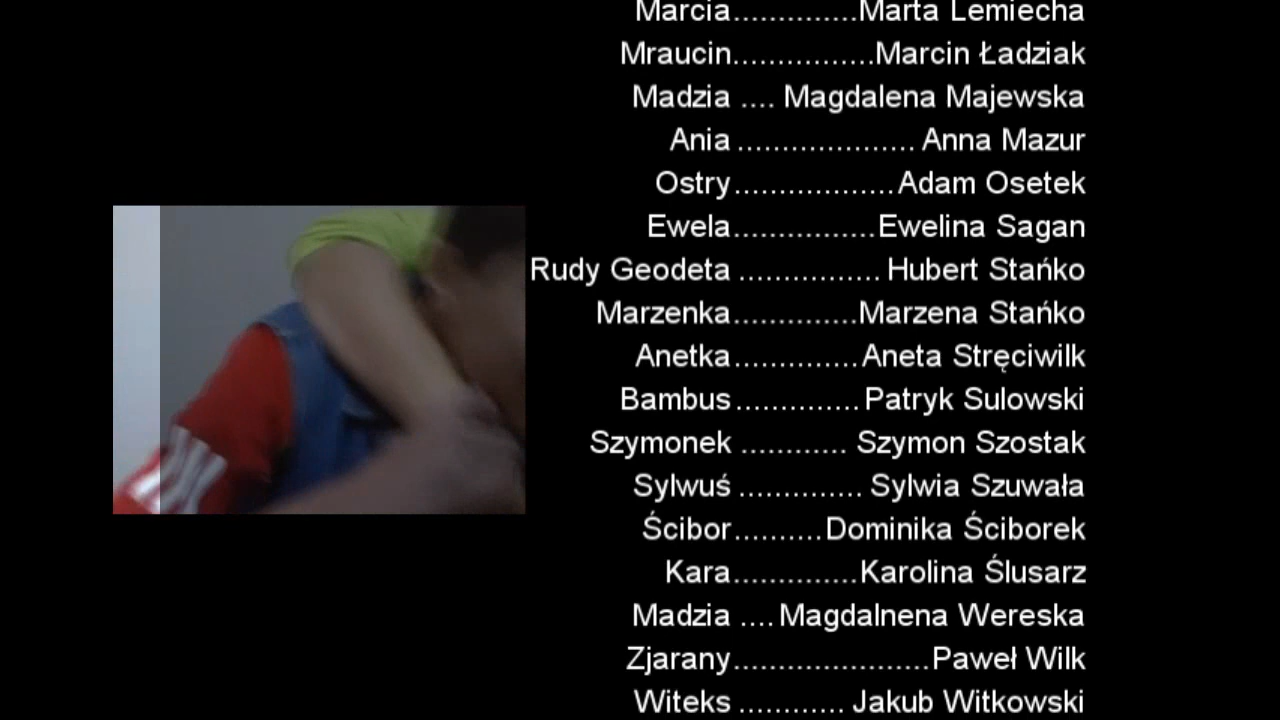 Marcia..............Marta Lemiecha
Mraucin................Marcin Ładziak
Madzia .... Magdalena Majewska
Ania .................... Anna Mazur
Ostry..................Adam Osetek
Ewela................Ewelina Sagan
Rudy Geodeta ................ Hubert Stańko
Marzenka..............Marzena Stańko
Anetka..............Aneta Stręciwilk
Bambus..............Patryk Sulowski
Szymonek ............ Szymon Szostak
Sylwuś .............. Sylwia Szuwała
Ścibor..........Dominika Ściborek
Kara..............Karolina Ślusarz
Madzia ....Magdalnena Wereska
Zjarany......................Paweł Wilk
Witeks ............ Jakub Witkowski